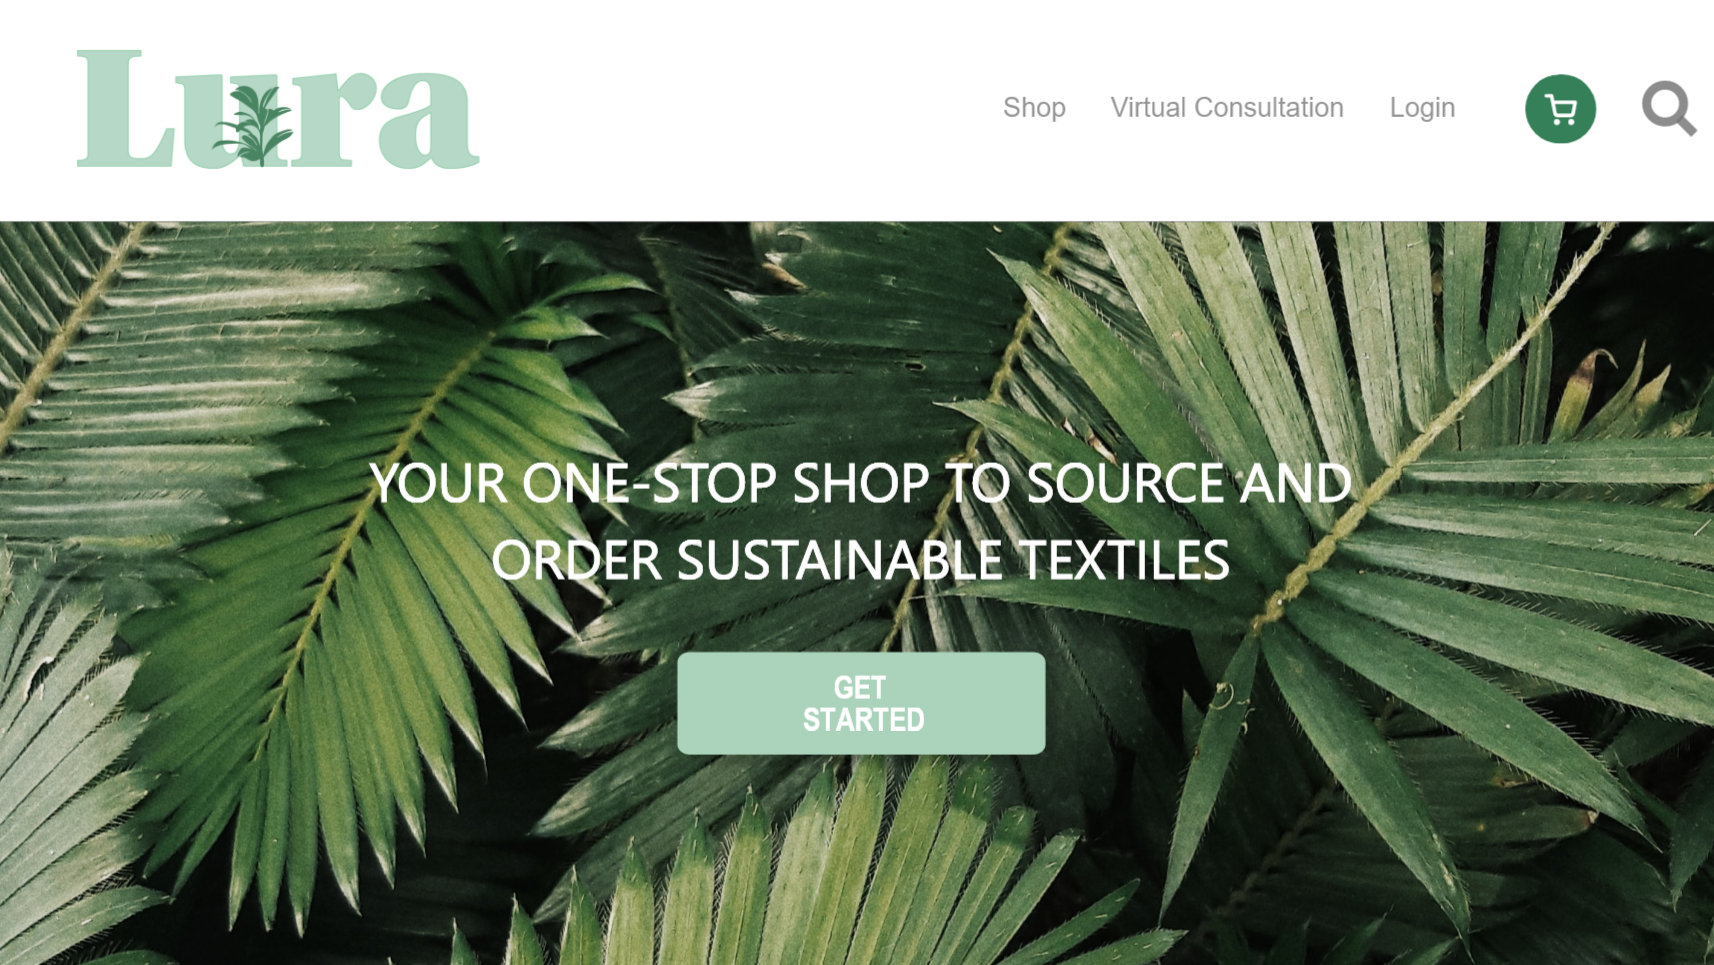 Lura
Shop Virtual Consultation Login
YOUR ONE-STOP SHOP TO SOURCE AND
ORDER SUSTAINABLE TEXTILES
GET
STARTED